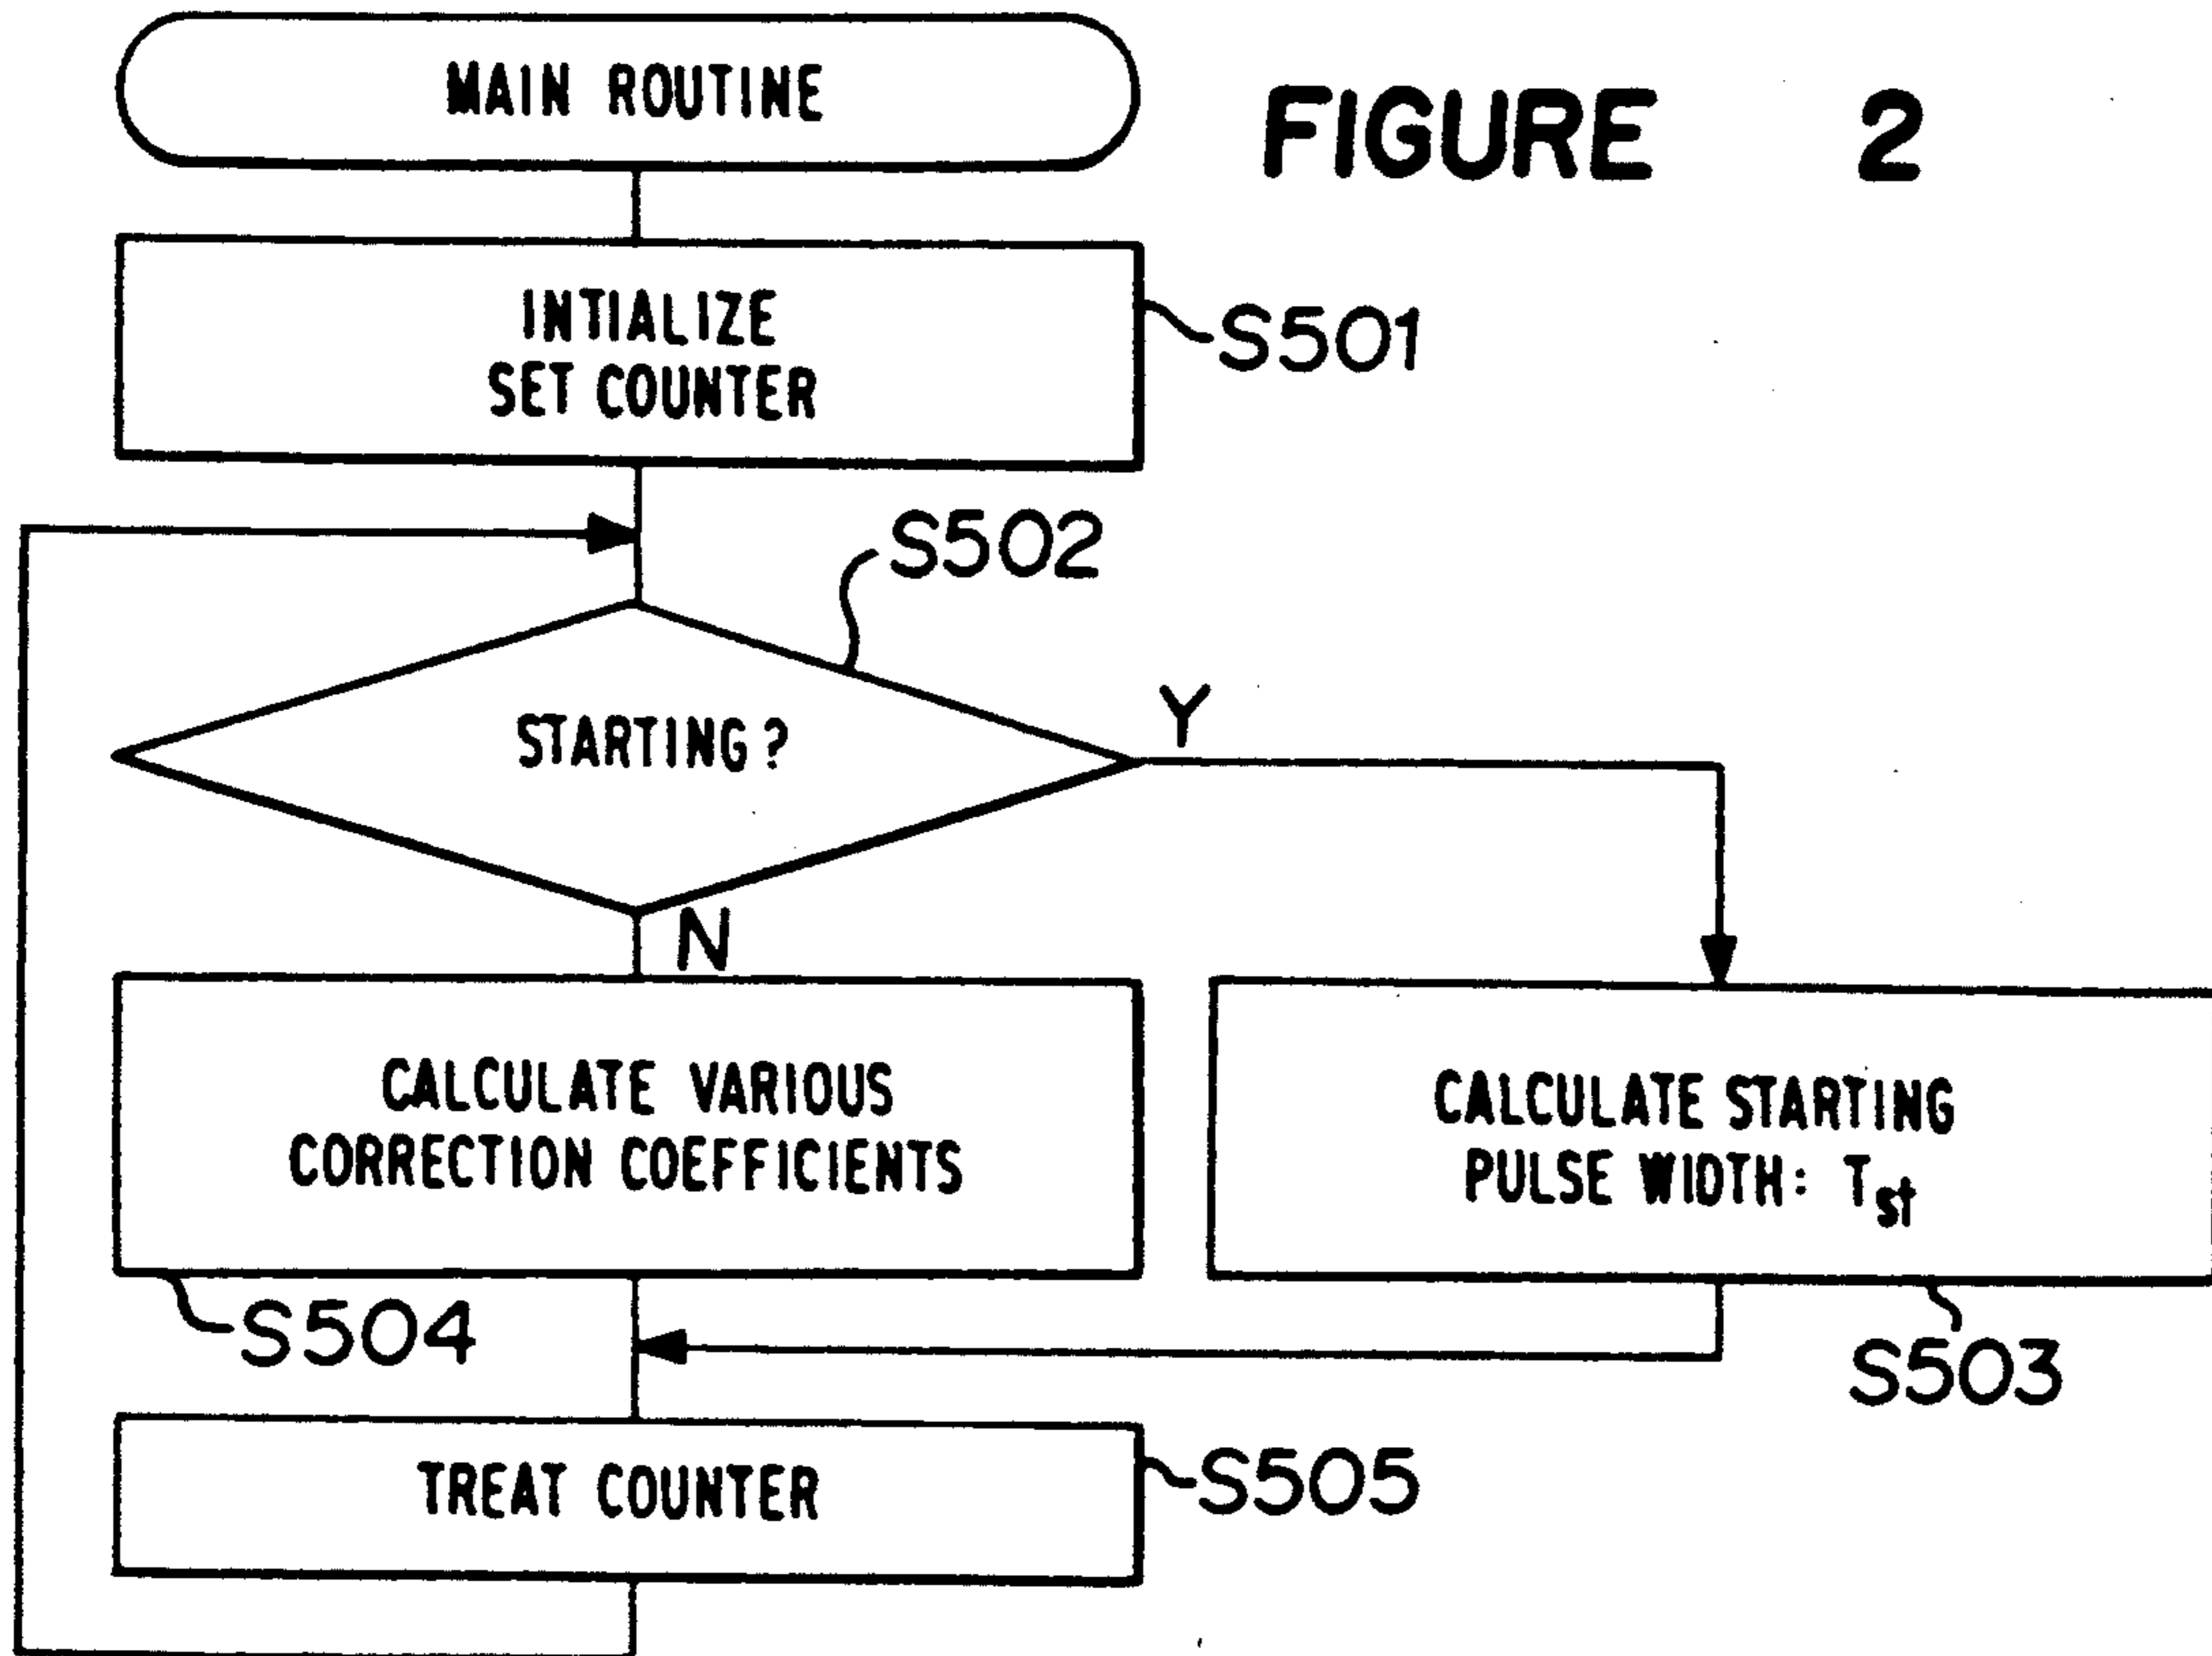 MAIN ROUTINE
FIGURE 2
INTIALIZE
SET COUNTER
S501
S502
STARTING?
Y
N
CALCULATE VARIOUS
CORRECTION COEFFICIENTS
CALCULATE STARTING
PULSE WIDTH: Tst
S504
S503
TREAT COUNTER
S505